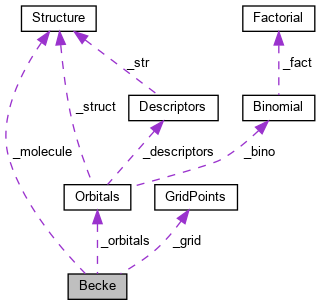 Structure
Factorial
_str
_fact
_struct
Descriptors
Binomial
_molecule
_descriptors
_bino
Orbitals
GridPoints
_orbitals
_grid
Becke